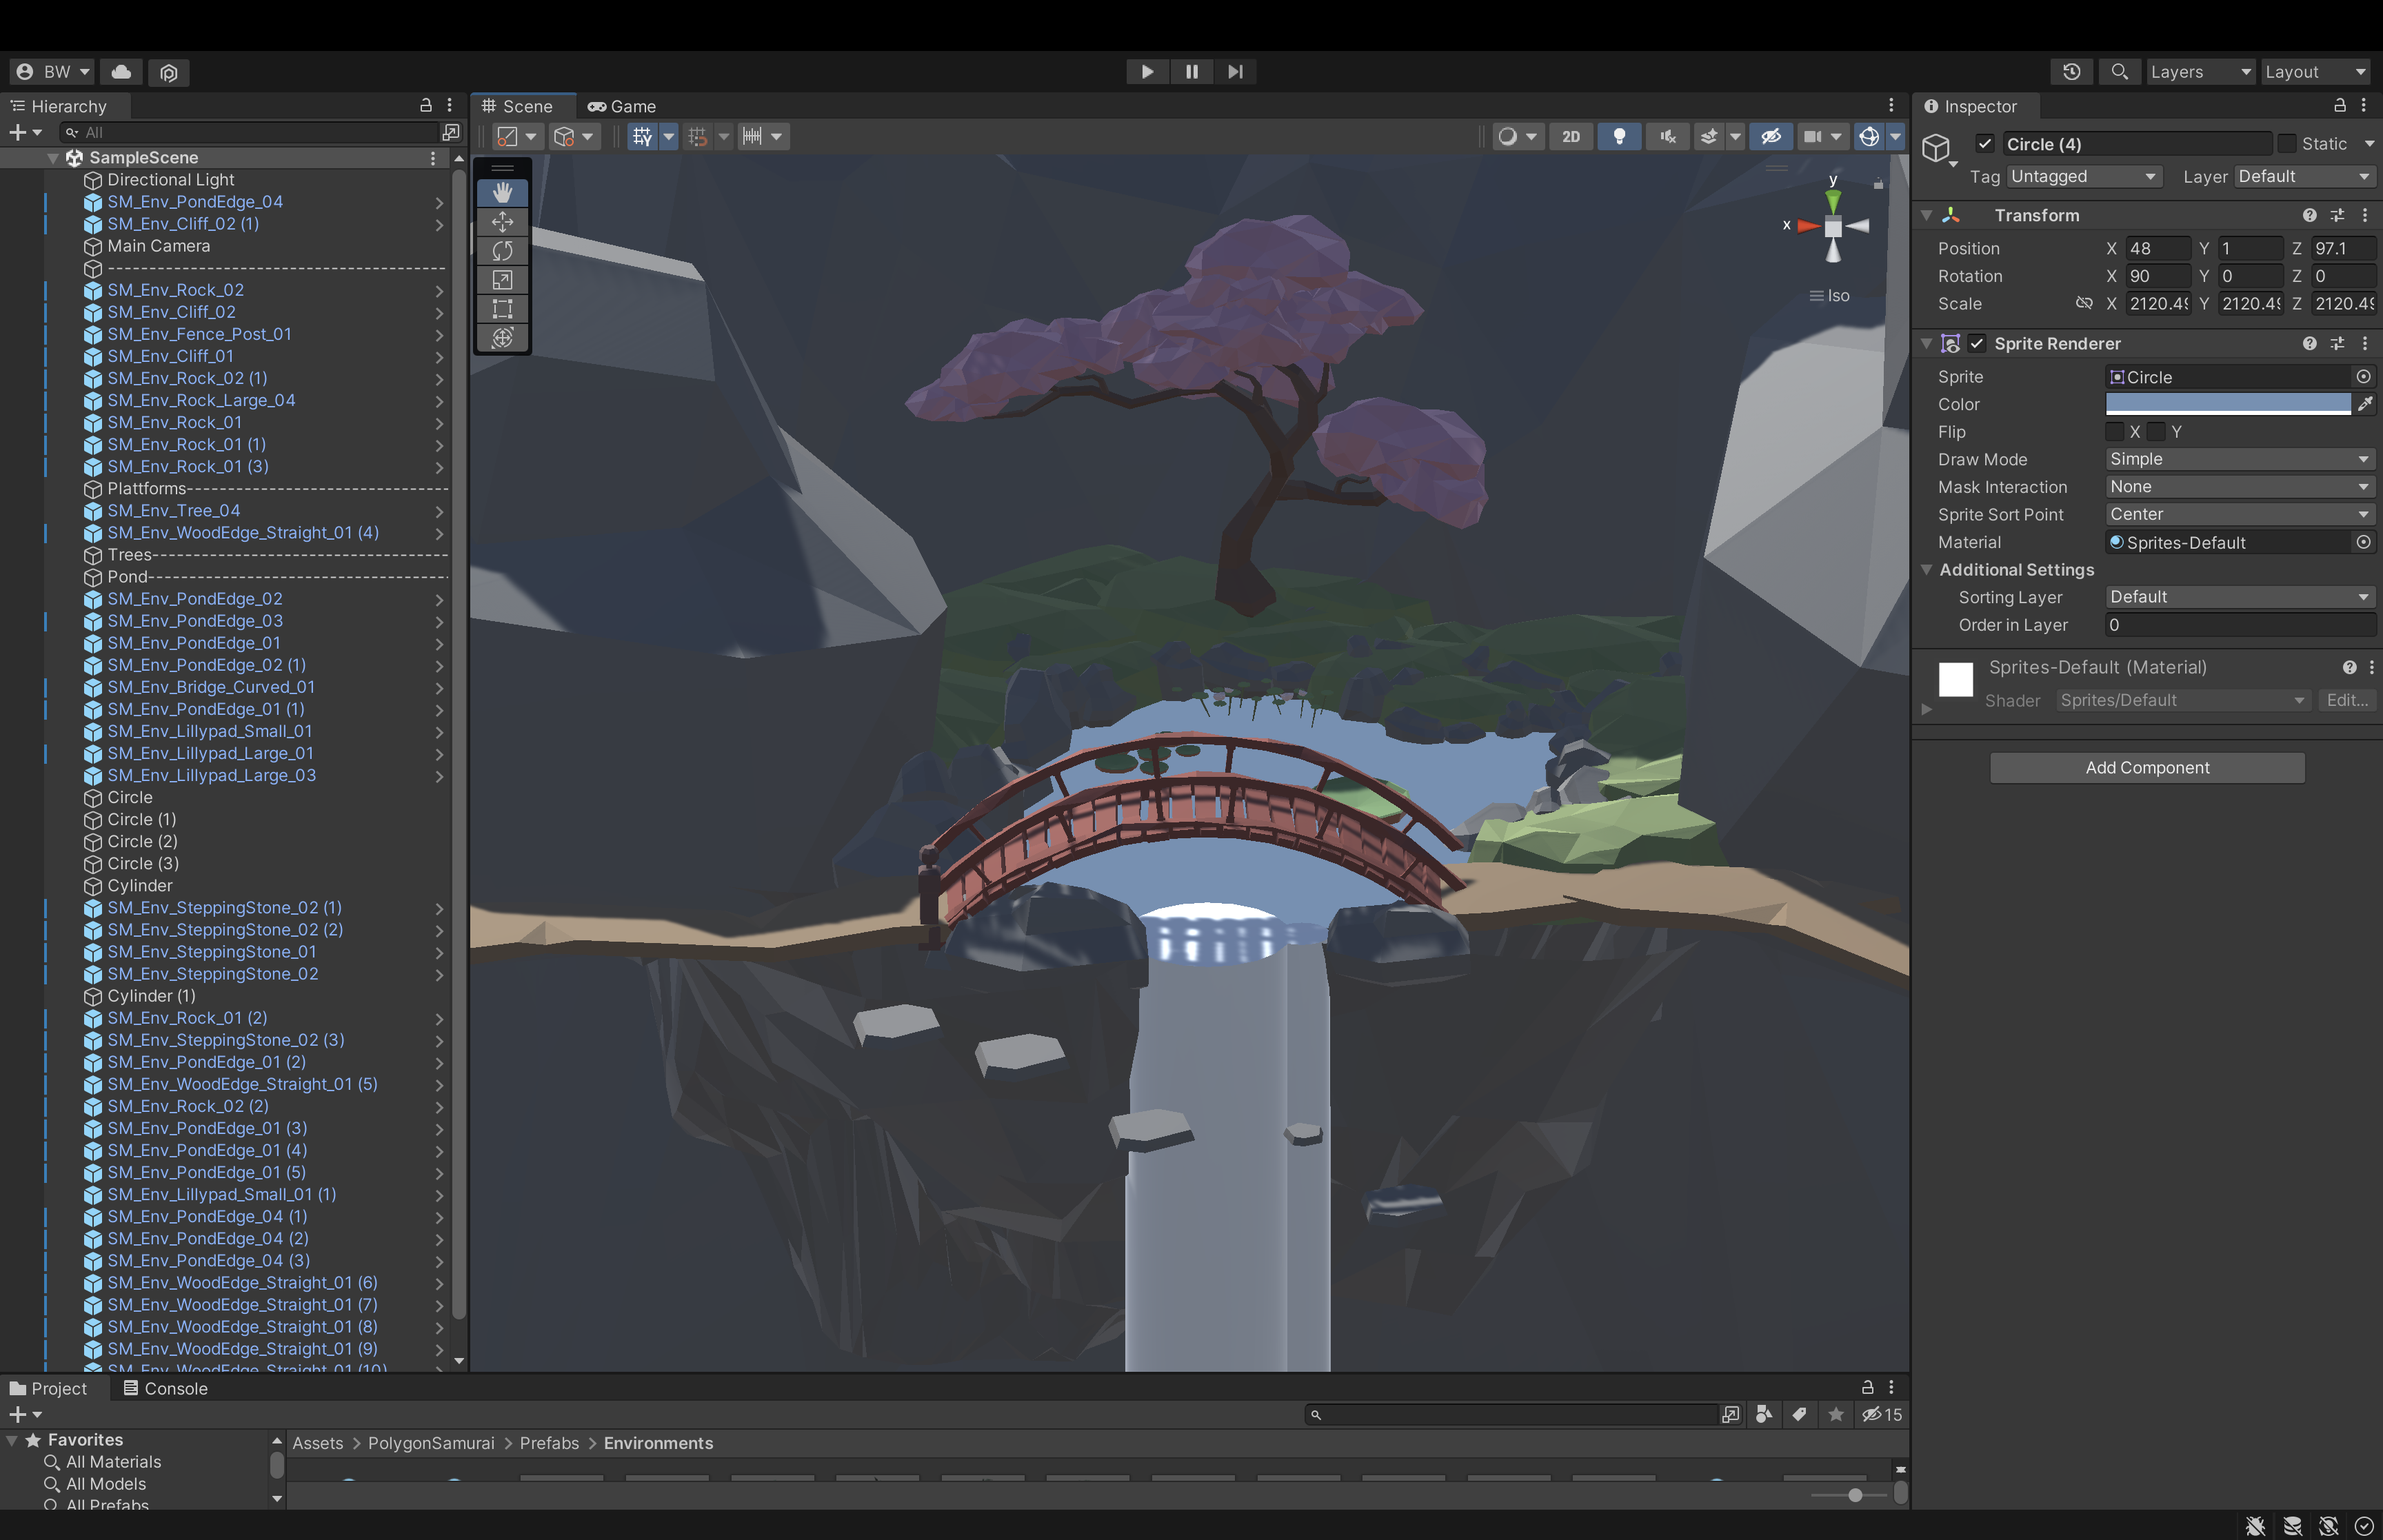 BW
Layers
Layout
Hierarchy
All
SampleScene
Directional Light
SM_Env_PondEdge_04
SM_Env_Cliff_02 (1)
Main Camera
--------------------------------------------------
SM_Env_Rock_02
SM_Env_Cliff_02
SM_Env_Fence_Post_01
SM_Env_Cliff_01
SM_Env_Rock_02 (1)
SM_Env_Rock_Large_04
SM_Env_Rock_01
SM_Env_Rock_01 (1)
SM_Env_Rock_01 (3)
Plattforms--------------------------------------
SM_Env_Tree_04
SM_Env_WoodEdge_Straight_01 (4)
Trees-------------------------------------------
Pond--------------------------------------------
SM_Env_PondEdge_02
SM_Env_PondEdge_03
SM_Env_PondEdge_01
SM_Env_PondEdge_02 (1)
SM_Env_Bridge_Curved_01
SM_Env_PondEdge_01 (1)
SM_Env_Lillypad_Small_01
SM_Env_Lillypad_Large_01
SM_Env_Lillypad_Large_03
Circle
Circle (1)
Circle (2)
Circle (3)
Cylinder
SM_Env_SteppingStone_02 (1)
SM_Env_SteppingStone_02 (2)
SM_Env_SteppingStone_01
SM_Env_SteppingStone_02
Cylinder (1)
SM_Env_Rock_01 (2)
SM_Env_SteppingStone_02 (3)
SM_Env_PondEdge_01 (2)
SM_Env_WoodEdge_Straight_01 (5)
SM_Env_Rock_02 (2)
SM_Env_PondEdge_01 (3)
SM_Env_PondEdge_01 (4)
SM_Env_PondEdge_01 (5)
SM_Env_Lillypad_Small_01 (1)
SM_Env_PondEdge_04 (1)
SM_Env_PondEdge_04 (2)
SM_Env_PondEdge_04 (3)
SM_Env_WoodEdge_Straight_01 (6)
SM_Env_WoodEdge_Straight_01 (7)
SM_Env_WoodEdge_Straight_01 (8)
SM_Env_WoodEdge_Straight_01 (9)
SM_Env_WoodEdge_Straight_01 (10)
Scene
Game
2D
y
x
Iso
Inspector
Circle (4)
Static
Tag Untagged
Layer Default
Transform
Position X 48 Y 1 Z 97.1
Rotation X 90 Y 0 Z 0
Scale X 2120.49 Y 2120.49 Z 2120.49
Sprite Renderer
Sprite Circle
Color
Flip X Y
Draw Mode Simple
Mask Interaction None
Sprite Sort Point Center
Material Sprites-Default
Additional Settings
Sorting Layer Default
Order in Layer 0
Sprites-Default (Material)
Shader Sprites/Default Edit...
Add Component
Project
Console
15
Favorites
All Materials
All Models
All Prefabs
Assets > PolygonSamurai > Prefabs > Environments